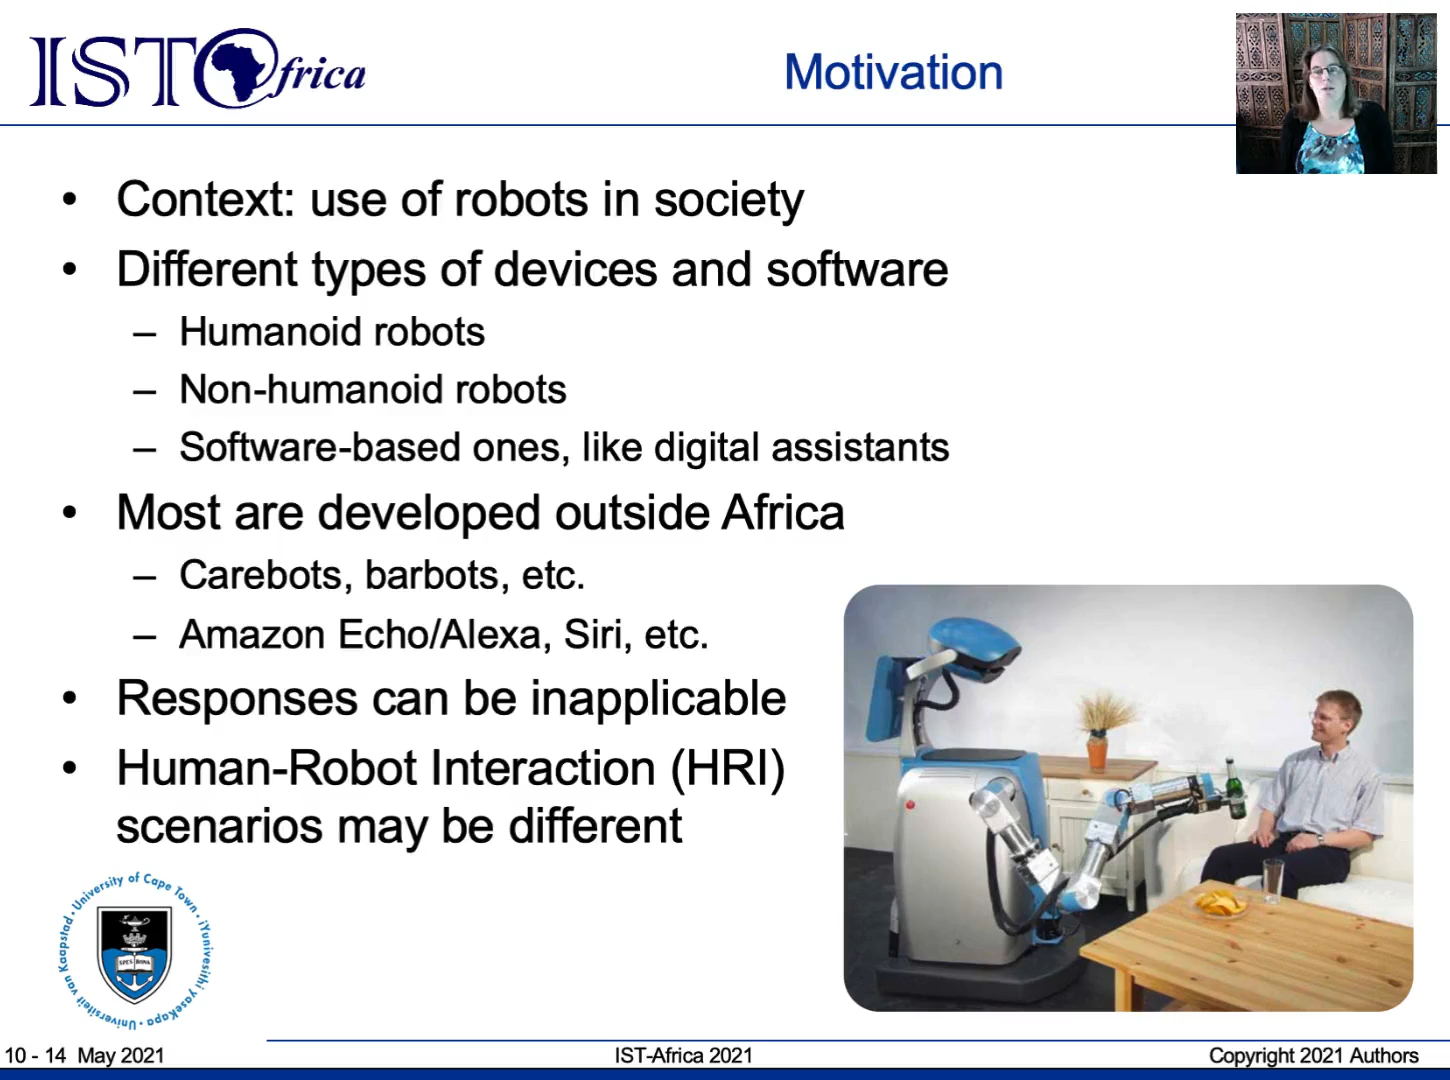 IST Africa
Motivation
• Context: use of robots in society
• Different types of devices and software
– Humanoid robots
– Non-humanoid robots
– Software-based ones, like digital assistants
• Most are developed outside Africa
– Carebots, barbots, etc.
– Amazon Echo/Alexa, Siri, etc.
• Responses can be inapplicable
• Human-Robot Interaction (HRI)
scenarios may be different
University of Cape Town · iYunivesithi yaseKapa · Universiteit van Kaapstad ·
SPES BONA
10 - 14 May 2021
IST-Africa 2021
Copyright 2021 Authors